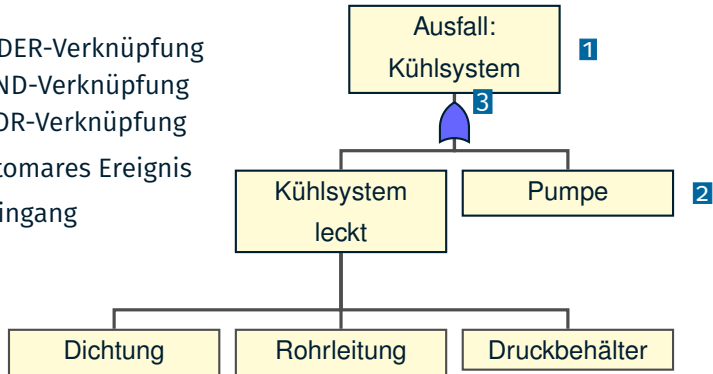 DER-Verknüpfung
ND-Verknüpfung
OR-Verknüpfung
tomares Ereignis
ingang
Ausfall:
Kühlsystem
1
3
Kühlsystem
leckt
Pumpe
2
Dichtung
Rohrleitung
Druckbehälter